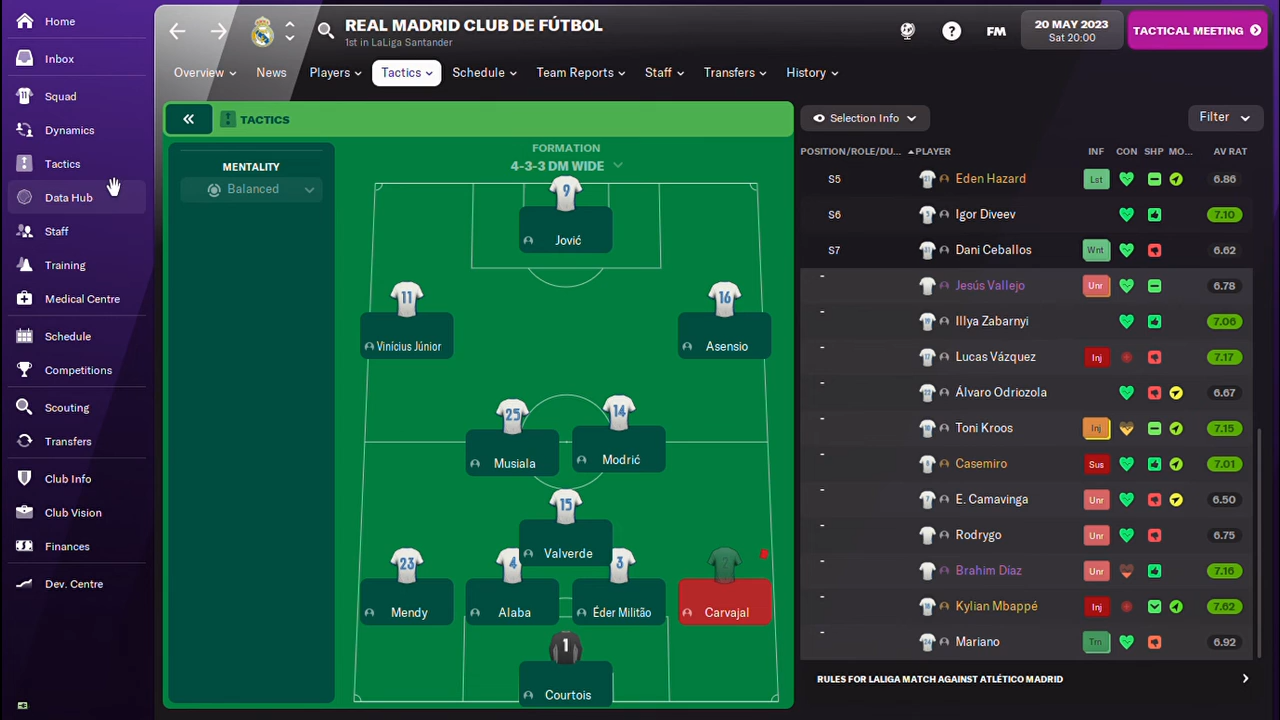 Home
Inbox
Squad
Dynamics
Tactics
Data Hub
Staff
Training
Medical Centre
Schedule
Competitions
Scouting
Transfers
Club Info
Club Vision
Finances
Dev. Centre
REAL MADRID CLUB DE FÚTBOL
1st in LaLiga Santander
FM
20 MAY 2023
Sat 20:00
TACTICAL MEETING
Overview News Players Tactics Schedule Team Reports Staff Transfers History
TACTICS
MENTALITY
Balanced
FORMATION
4-3-3 DM WIDE
9
Jović
11
Vinícius Júnior
16
Asensio
25
Musiala
14
Modrić
15
Valverde
23
Mendy
4
Alaba
3
Éder Militão
2
Carvajal
1
Courtois
Selection Info
Filter
POSITION/ROLE/DU... PLAYER INF CON SHP MO... AV RAT
S5 Eden Hazard Lst 6.86
S6 Igor Diveev 7.10
S7 Dani Ceballos Wnt 6.62
- Jesús Vallejo Unr 6.78
- Illya Zabarnyi 7.06
- Lucas Vázquez Inj 7.17
- Álvaro Odriozola 6.67
- Toni Kroos Inj 7.15
- Casemiro Sus 7.01
- E. Camavinga Unr 6.50
- Rodrygo Unr 6.75
- Brahim Díaz Unr 7.16
- Kylian Mbappé Inj 7.62
- Mariano Trn 6.92
RULES FOR LALIGA MATCH AGAINST ATLÉTICO MADRID